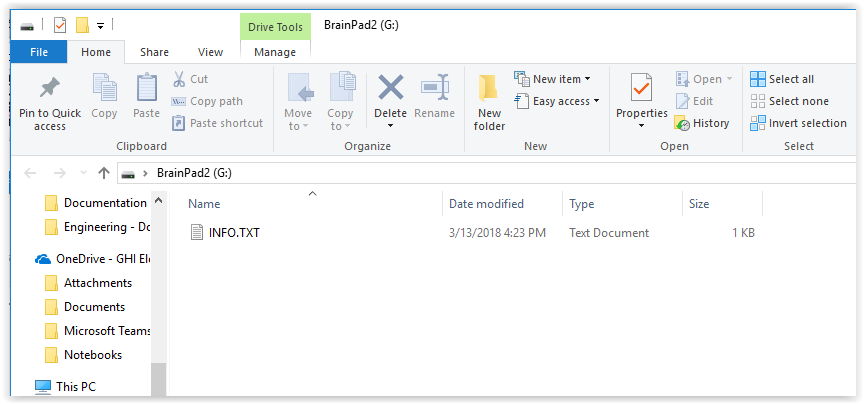 Drive Tools BrainPad2 (G:)
File Home Share View Manage
Pin to Quick access
Copy
Paste
Cut
Copy path
Paste shortcut
Clipboard
Move to
Copy to
Delete
Rename
Organize
New folder
New item
Easy access
New
Properties
Open
Edit
History
Open
Select all
Select none
Invert selection
Select
BrainPad2 (G:)
Documentation
Engineering - Do
OneDrive - GHI El
Attachments
Documents
Microsoft Teams
Notebooks
This PC
Name Date modified Type Size
INFO.TXT 3/13/2018 4:23 PM Text Document 1 KB